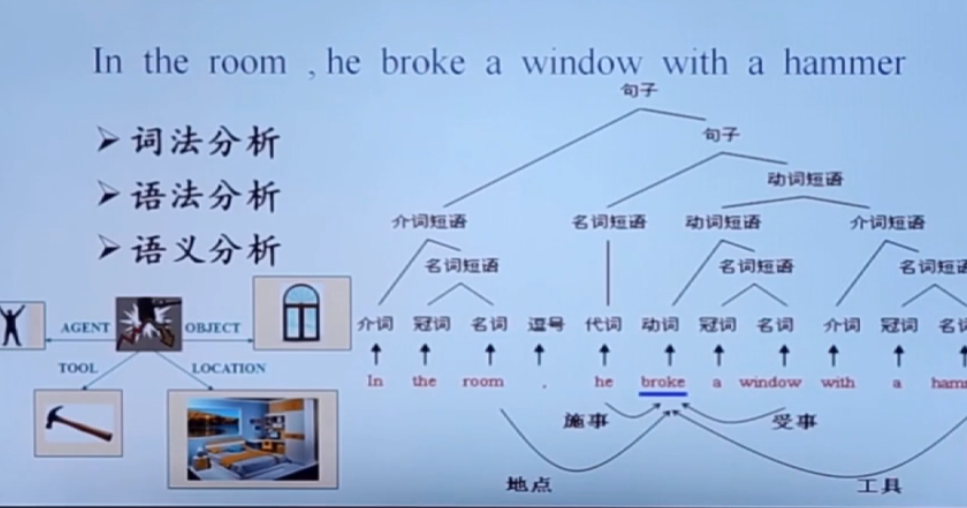 In the room , he broke a window with a hammer
➢ 词法分析
➢ 语法分析
➢ 语义分析
句子
句子
动词短语
介词短语 名词短语 动词短语 介词短语
名词短语 名词短语 名词短语
介词 冠词 名词 逗号 代词 动词 冠词 名词 介词 冠词
In the room , he broke a window with a
施事 受事
地点 工具
AGENT OBJECT
TOOL LOCATION